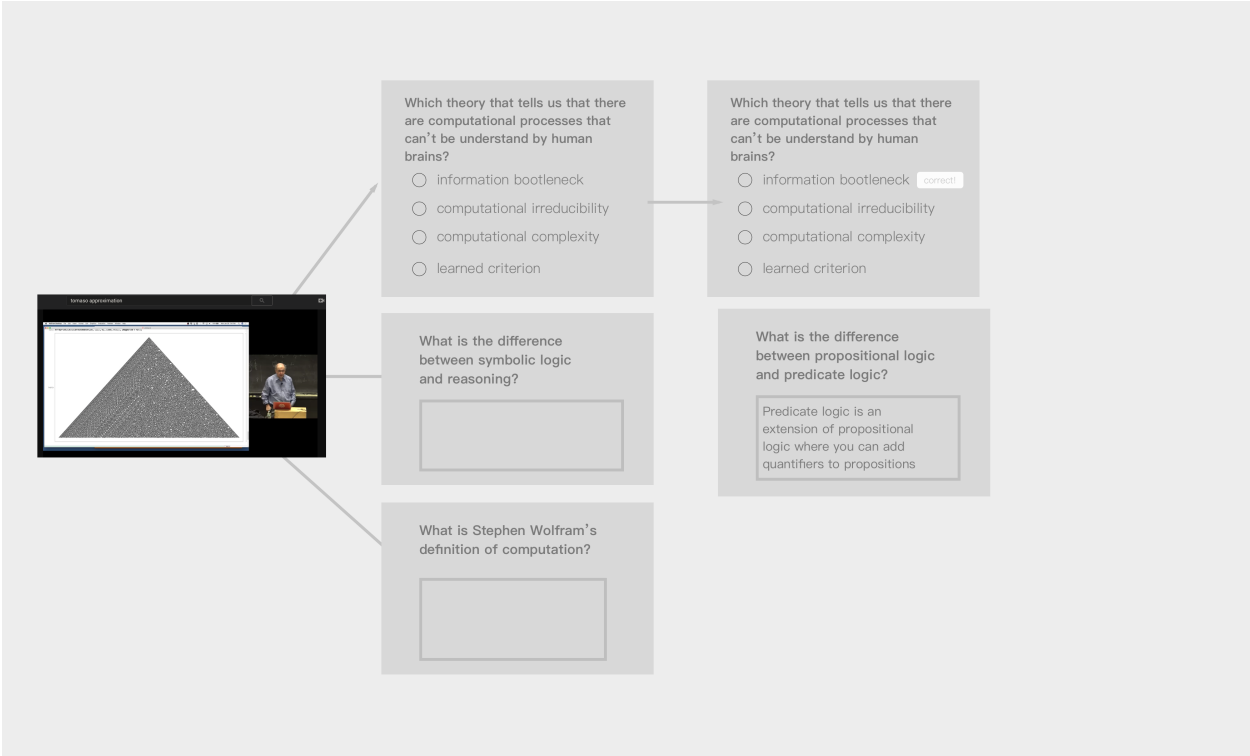 Which theory that tells us that there
are computational processes that
can't be understand by human
brains?
information bootleneck
computational irreducibility
computational complexity
learned criterion
Which theory that tells us that there
are computational processes that
can't be understand by human
brains?
information bootleneck correct!
computational irreducibility
computational complexity
learned criterion
tomaso approximation
What is the difference
between symbolic logic
and reasoning?
What is the difference
between propositional logic
and predicate logic?
Predicate logic is an
extension of propositional
logic where you can add
quantifiers to propositions
What is Stephen Wolfram's
definition of computation?